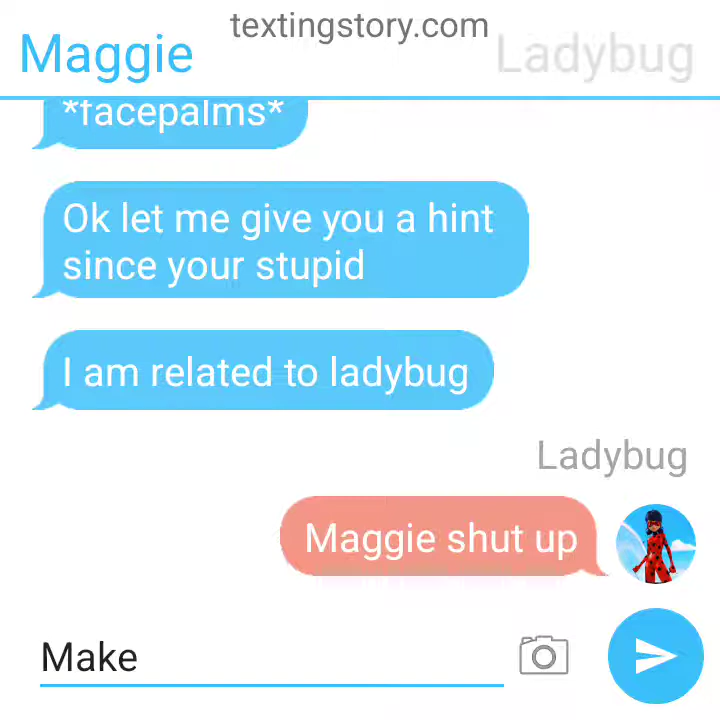 textingstory.com
Maggie
Ladybug
*facepalms*
Ok let me give you a hint
since your stupid
I am related to ladybug
Ladybug
Maggie shut up
Make